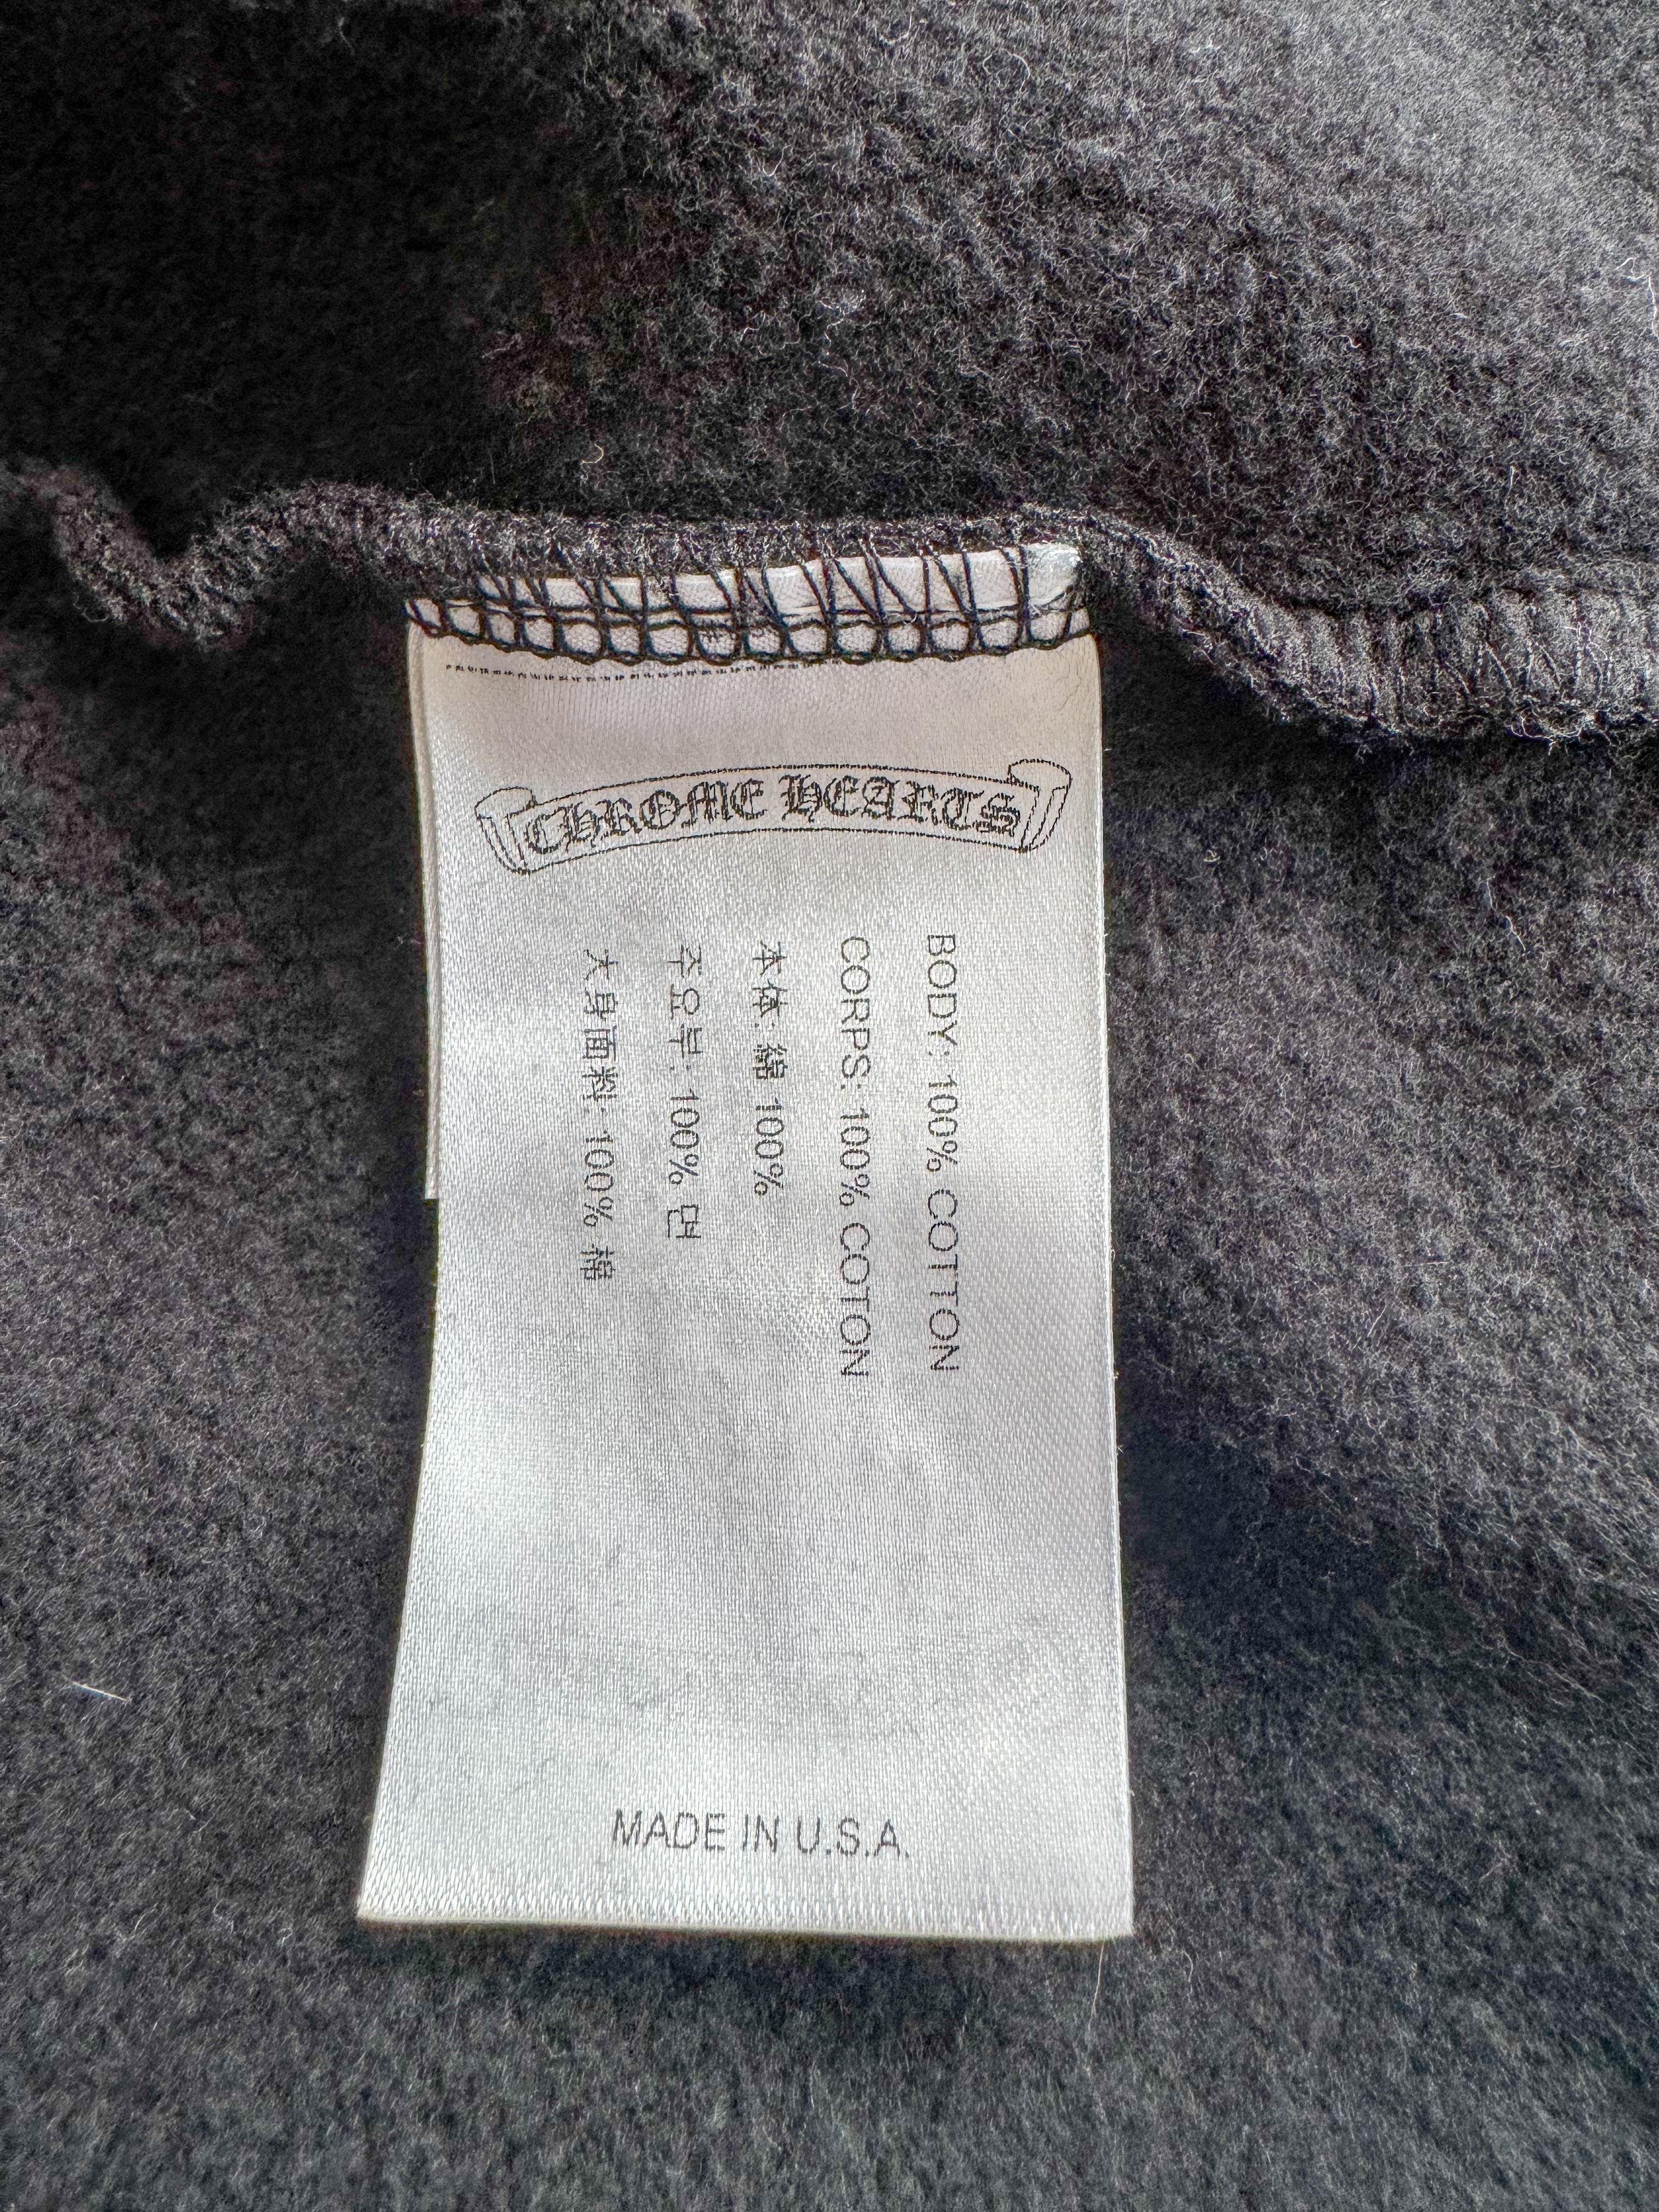 CHROME HEARTS
BODY: 100% COTTON
CORPS: 100% COTON
本体: 綿 100%
주요부: 100% 면
大身面料: 100% 棉
MADE IN U.S.A.